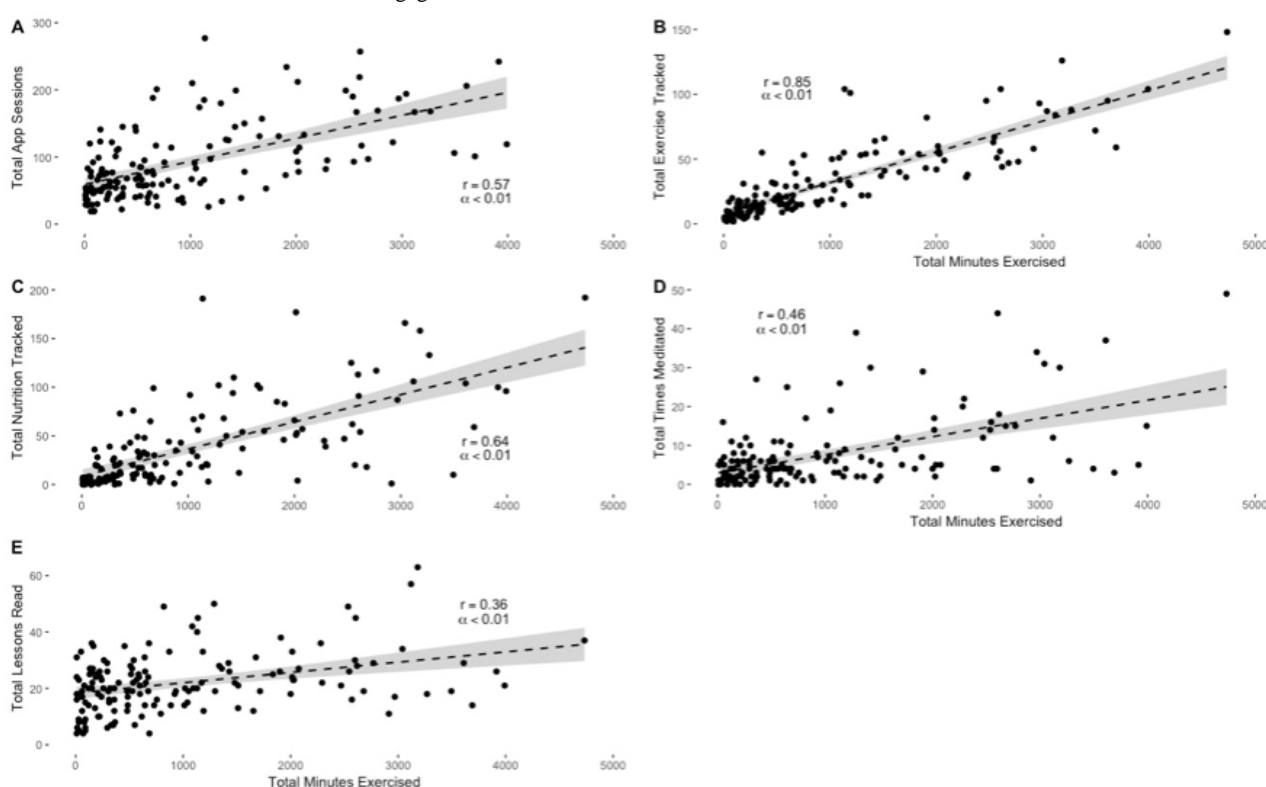 A
Total App Sessions
300
200
100
0
r = 0.57
α < 0.01
0 1000 2000 3000 4000 5000
B
Total Exercise Tracked
150
100
50
0
r = 0.85
α < 0.01
0 1000 2000 3000 4000 5000
Total Minutes Exercised
C
Total Nutrition Tracked
200
150
100
50
0
r = 0.64
α < 0.01
0 1000 2000 3000 4000 5000
D
Total Times Meditated
50
40
30
20
10
0
r = 0.46
α < 0.01
0 1000 2000 3000 4000 5000
Total Minutes Exercised
E
Total Lessons Read
60
40
20
0
r = 0.36
α < 0.01
0 1000 2000 3000 4000 5000
Total Minutes Exercised